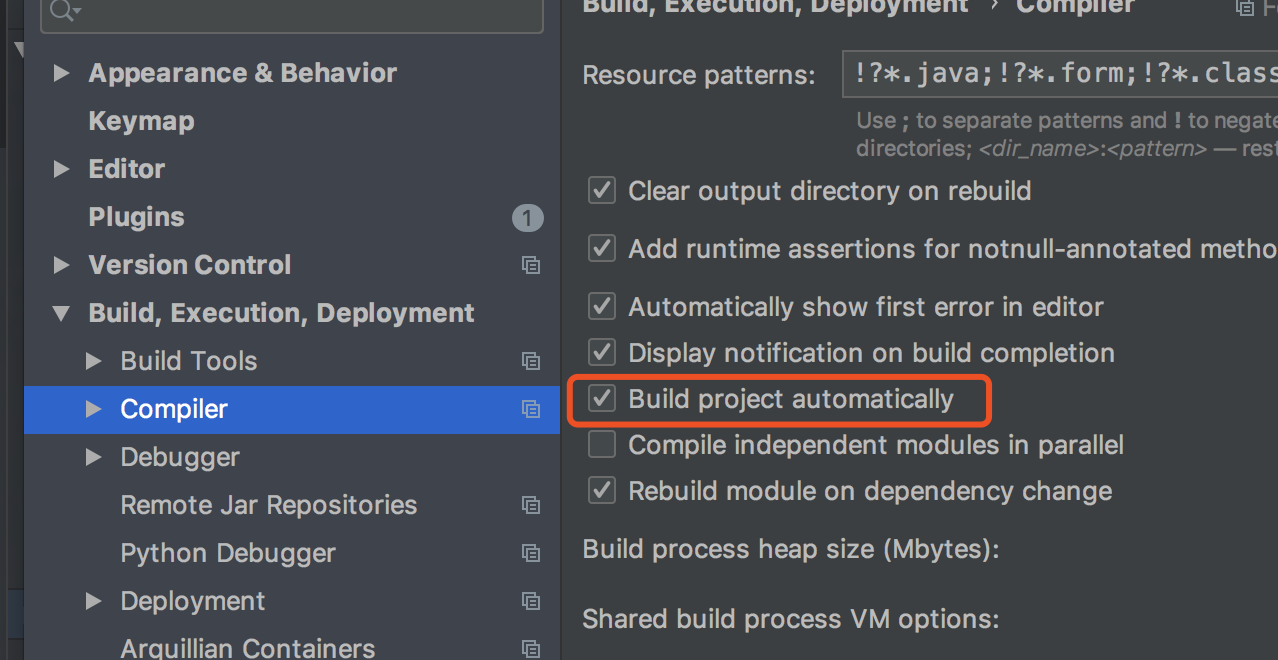 Build, Execution, Deployment › Compiler
Appearance & Behavior
Keymap
Editor
Plugins 1
Version Control
Build, Execution, Deployment
Build Tools
Compiler
Debugger
Remote Jar Repositories
Python Debugger
Deployment
Arquillian Containers
Resource patterns: !?*.java;!?*.form;!?*.class
Use ; to separate patterns and ! to negate
directories; <dir_name>:<pattern> — rest
Clear output directory on rebuild
Add runtime assertions for notnull-annotated metho
Automatically show first error in editor
Display notification on build completion
Build project automatically
Compile independent modules in parallel
Rebuild module on dependency change
Build process heap size (Mbytes):
Shared build process VM options: